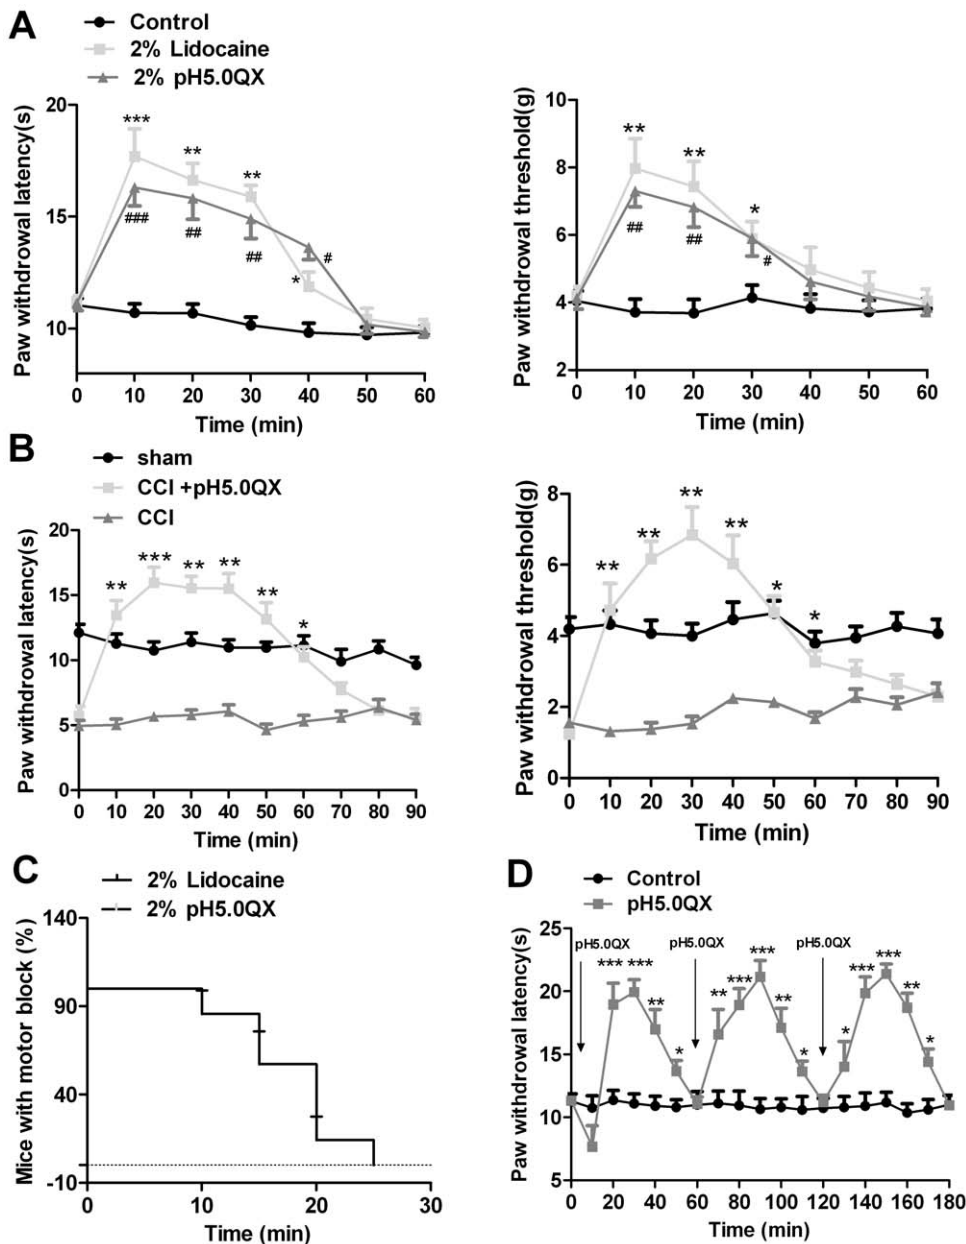 A
Control
2% Lidocaine
2% pH5.0QX
Paw withdrowal latency(s)
20
15
10
*** ** ** *
### ## ## #
0 10 20 30 40 50 60
Time (min)
Paw withdrowal threshold(g)
10
8
6
4
2
** ** *
## ## #
0 10 20 30 40 50 60
Time (min)
B
sham
CCI +pH5.0QX
CCI
Paw withdrowal latency(s)
20
15
10
5
0
** *** ** ** ** *
0 10 20 30 40 50 60 70 80 90
Time (min)
Paw withdrowal threshold(g)
8
6
4
2
0
** ** ** ** * *
0 10 20 30 40 50 60 70 80 90
Time (min)
C
2% Lidocaine
2% pH5.0QX
Mice with motor block (%)
140
90
40
-10
0 10 20 30
Time (min)
D
Control
pH5.0QX
Paw withdrowal latency(s)
25
20
15
10
5
pH5.0QX pH5.0QX pH5.0QX
*** *** ** * ** *** *** ** * * *** *** ** *
0 20 40 60 80 100 120 140 160 180
Time (min)